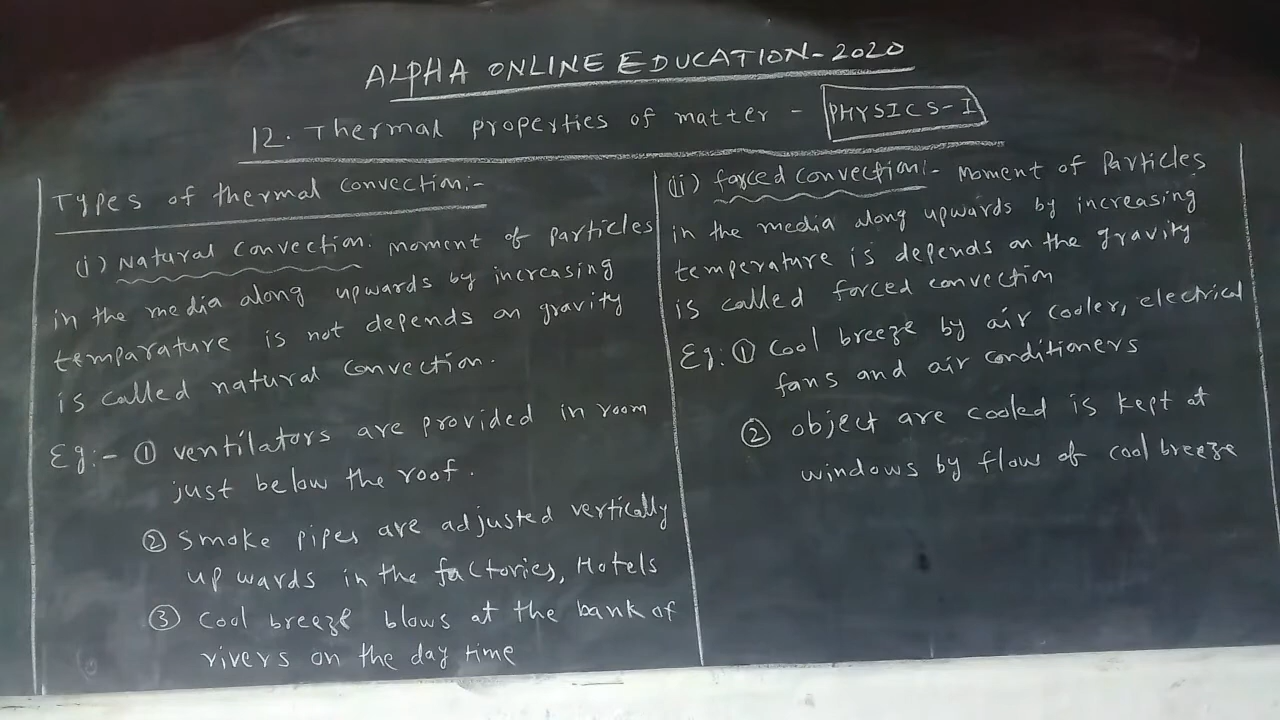 ALPHA ONLINE EDUCATION-2020
12. Thermal properties of matter - PHYSICS-I
Types of thermal convection:-
(i) Natural convection: moment of particles
in the media along upwards by increasing
temparature is not depends on gravity
is called natural convection.
Eg:- ① ventilators are provided in room
just below the roof.
② Smoke pipes are adjusted vertically
up wards in the factories, Hotels
③ Cool breeze blows at the bank of
rivers on the day time
(ii) forced convection:- Moment of Particles
in the media along upwards by increasing
temperature is depends on the gravity
is called forced convection
Eg: ① Cool breeze by air cooler, electrical
fans and air conditioners
② object are cooled is kept at
windows by flow of cool breeze